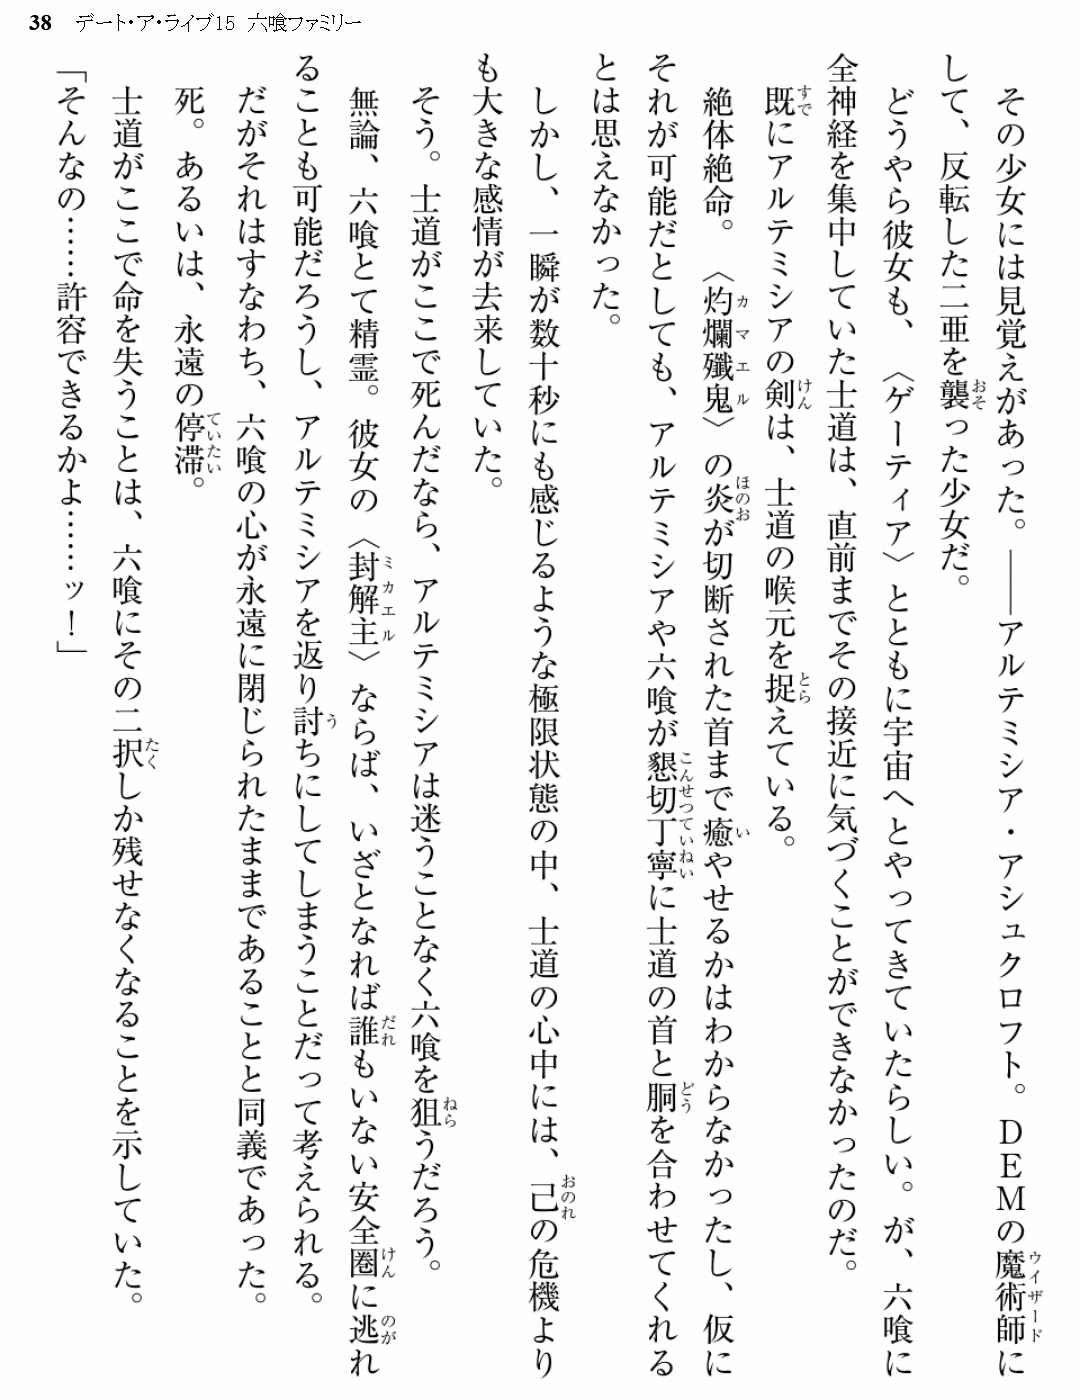 38 デート・ア・ライブ15 六喰ファミリー
その少女には見覚えがあった。――アルテミシア・アシュクロフト。ＤＥＭの魔術師に
して、反転した二亜を襲った少女だ。
どうやら彼女も、〈ゲーティア〉とともに宇宙へとやってきていたらしい。が、六喰に
全神経を集中していた士道は、直前までその接近に気づくことができなかったのだ。
既にアルテミシアの剣は、士道の喉元を捉えている。
絶体絶命。〈灼爛殲鬼〉の炎が切断された首まで癒やせるかはわからなかったし、仮に
それが可能だとしても、アルテミシアや六喰が懇切丁寧に士道の首と胴を合わせてくれる
とは思えなかった。
しかし、一瞬が数十秒にも感じるような極限状態の中、士道の心中には、己の危機より
も大きな感情が去来していた。
そう。士道がここで死んだなら、アルテミシアは迷うことなく六喰を狙うだろう。
無論、六喰とて精霊。彼女の〈封解主〉ならば、いざとなれば誰もいない安全圏に逃れ
ることも可能だろうし、アルテミシアを返り討ちにしてしまうことだって考えられる。
だがそれはすなわち、六喰の心が永遠に閉じられたままであることと同義であった。
死。あるいは、永遠の停滞。
士道がここで命を失うことは、六喰にその二択しか残せなくなることを示していた。
「そんなの……許容できるかよ……ッ！」